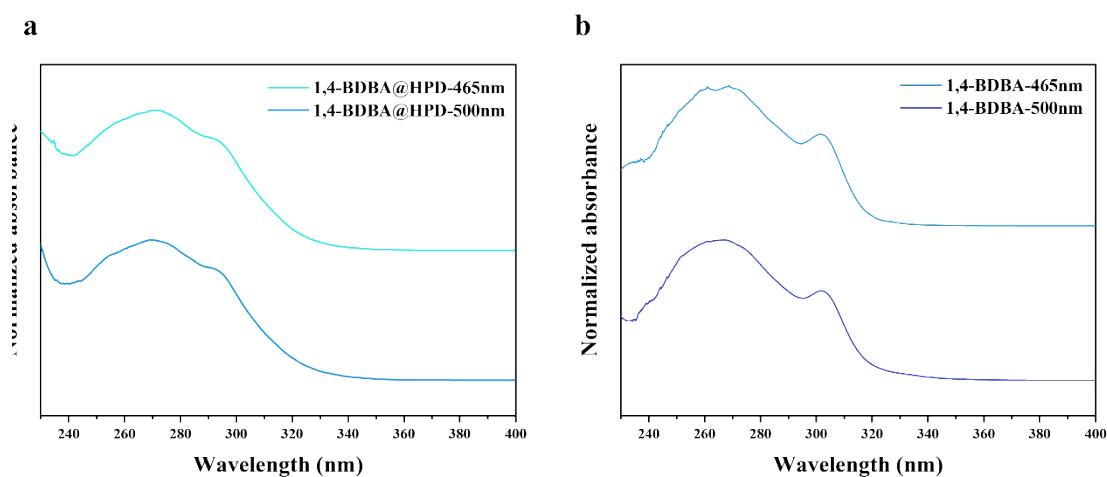 a
1,4-BDBA@HPD-465nm
1,4-BDBA@HPD-500nm
Normalized absorbance
240 260 280 300 320 340 360 380 400
Wavelength (nm)
b
1,4-BDBA-465nm
1,4-BDBA-500nm
Normalized absorbance
240 260 280 300 320 340 360 380 400
Wavelength (nm)